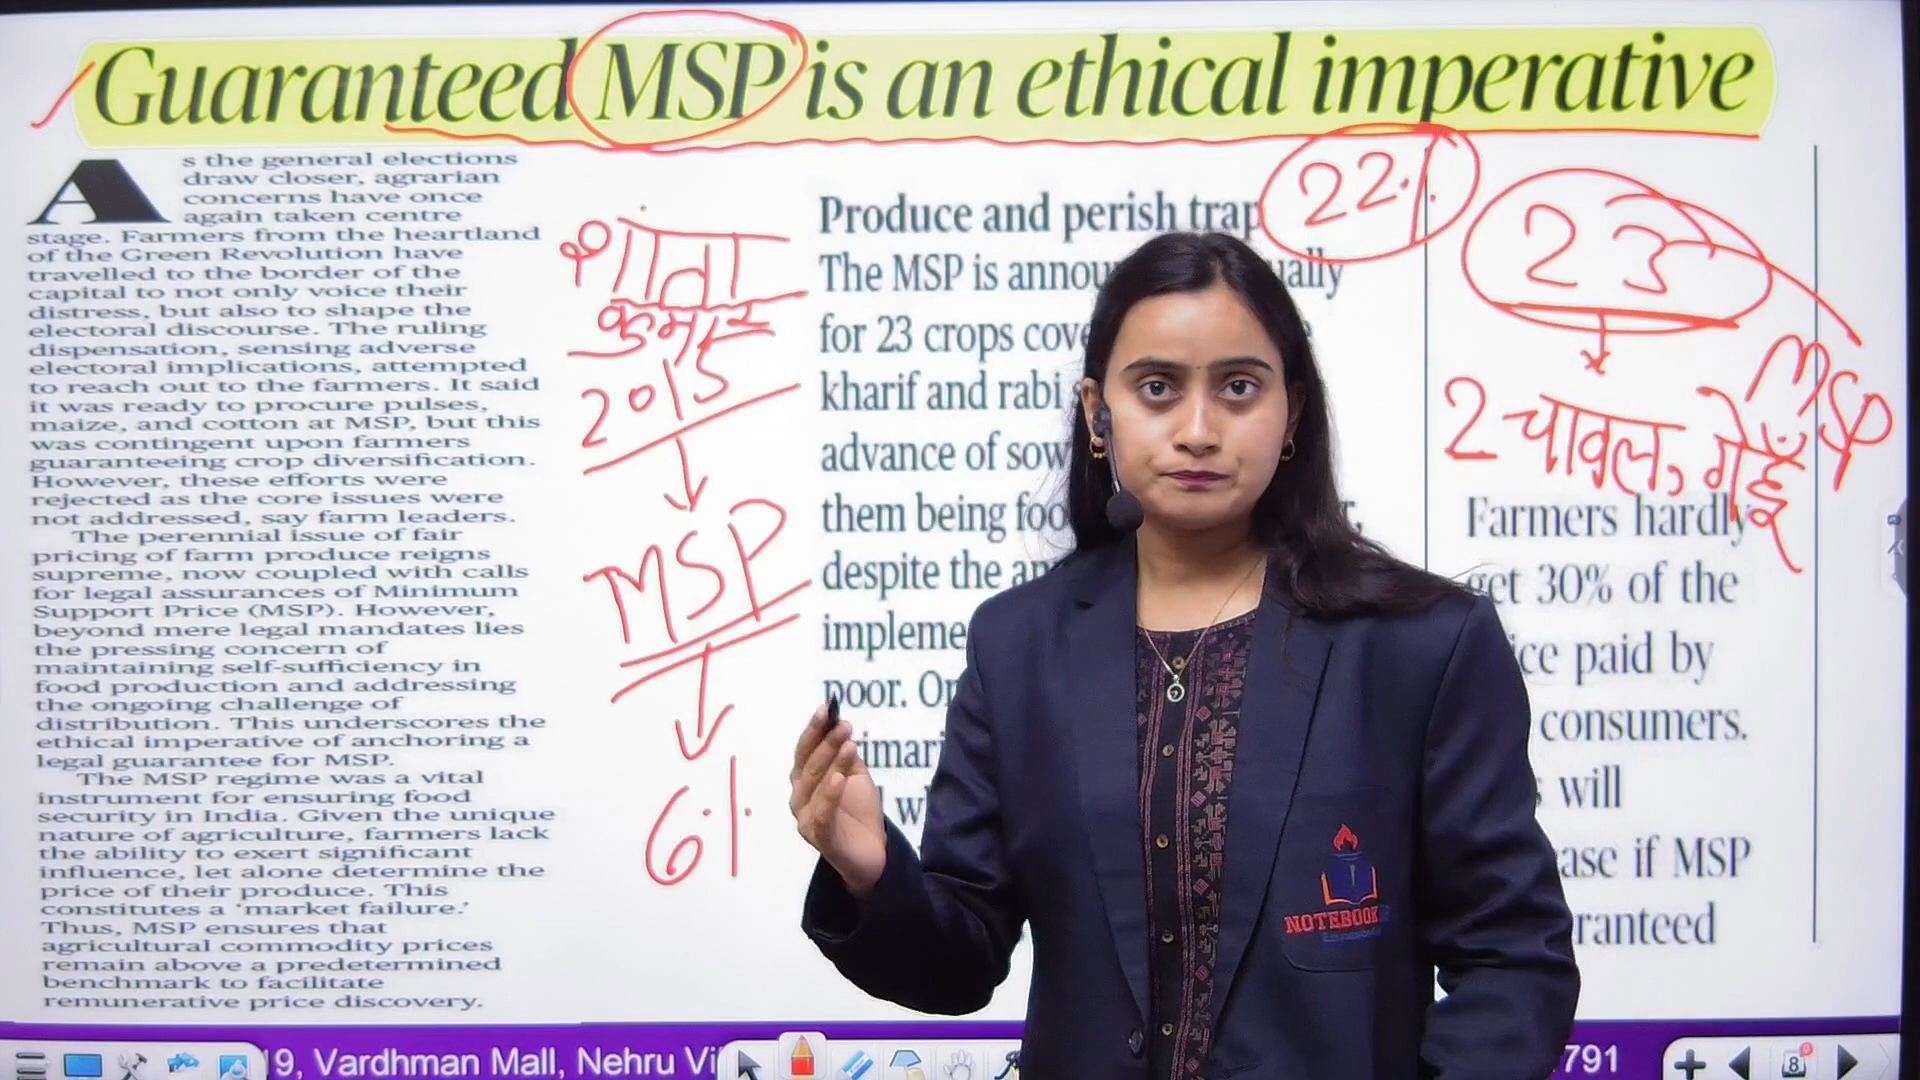 Guaranteed MSP is an ethical imperative
As the general elections
draw closer, agrarian
concerns have once
again taken centre
stage. Farmers from the heartland
of the Green Revolution have
travelled to the border of the
capital to not only voice their
distress, but also to shape the
electoral discourse. The ruling
dispensation, sensing adverse
electoral implications, attempted
to reach out to the farmers. It said
it was ready to procure pulses,
maize, and cotton at MSP, but this
was contingent upon farmers
guaranteeing crop diversification.
However, these efforts were
rejected as the core issues were
not addressed, say farm leaders.
The perennial issue of fair
pricing of farm produce reigns
supreme, now coupled with calls
for legal assurances of Minimum
Support Price (MSP). However,
beyond mere legal mandates lies
the pressing concern of
maintaining self-sufficiency in
food production and addressing
the ongoing challenge of
distribution. This underscores the
ethical imperative of anchoring a
legal guarantee for MSP.
The MSP regime was a vital
instrument for ensuring food
security in India. Given the unique
nature of agriculture, farmers lack
the ability to exert significant
influence, let alone determine the
price of their produce. This
constitutes a 'market failure.'
Thus, MSP ensures that
agricultural commodity prices
remain above a predetermined
benchmark to facilitate
remunerative price discovery.
शांता
कुमार
2015
MSP
6%
Produce and perish trap
The MSP is
for 23 crops
kharif and rabi
advance of
them being
despite the
poor.
22%
23
MSP
2 चावल, गेहूँ
Farmers hardly
get 30% of the
paid by
consumers.
will
if MSP
NOTEBOOK
19, Vardhman Mall, Nehru
791
8